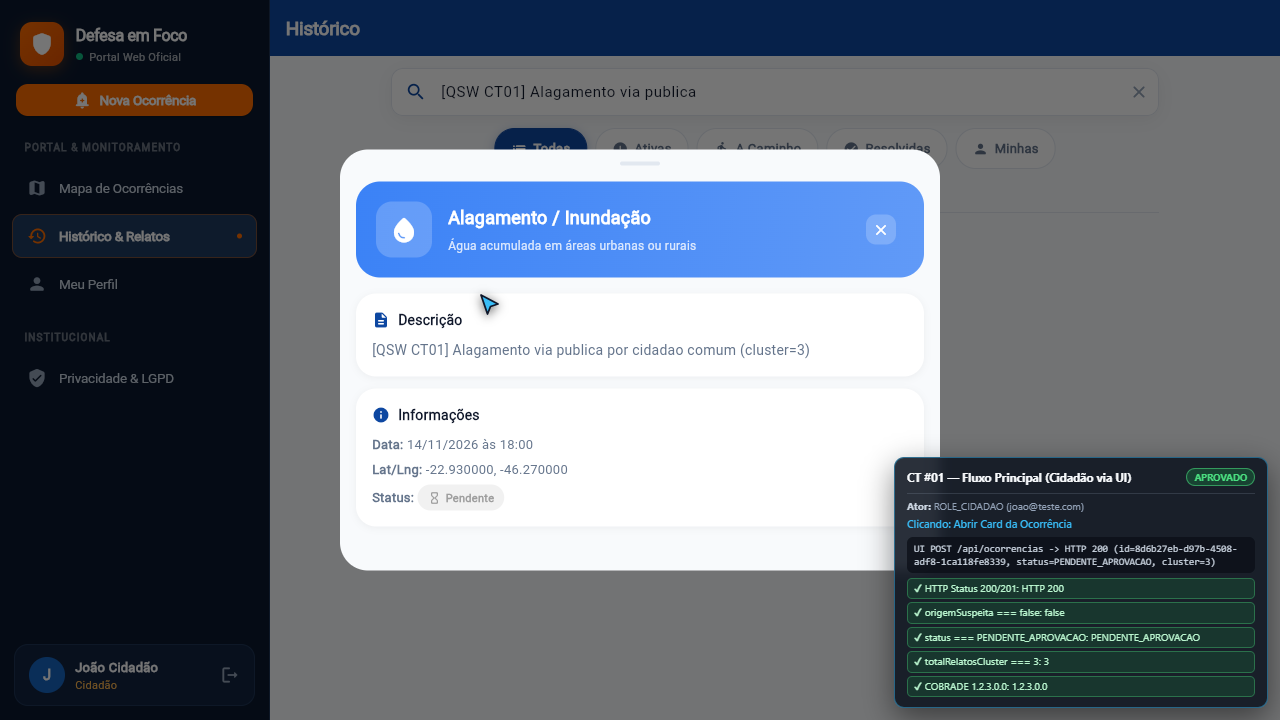 Defesa em Foco
Portal Web Oficial
Nova Ocorrência
PORTAL & MONITORAMENTO
Mapa de Ocorrências
Histórico & Relatos
Meu Perfil
INSTITUCIONAL
Privacidade & LGPD
J
João Cidadão
Cidadão
Histórico
[QSW CT01] Alagamento via publica
Todas
Ativas
A Caminho
Resolvidas
Minhas
Alagamento / Inundação
Água acumulada em áreas urbanas ou rurais
Descrição
[QSW CT01] Alagamento via publica por cidadao comum (cluster=3)
Informações
Data: 14/11/2026 às 18:00
Lat/Lng: -22.930000, -46.270000
Status: Pendente
CT #01 — Fluxo Principal (Cidadão via UI) APROVADO
Ator: ROLE_CIDADAO (joao@teste.com)
Clicando: Abrir Card da Ocorrência
UI POST /api/ocorrencias -> HTTP 200 (id=8d6b27eb-d97b-4508-
adf8-1ca118fe8339, status=PENDENTE_APROVACAO, cluster=3)
✓ HTTP Status 200/201: HTTP 200
✓ origemSuspeita === false: false
✓ status === PENDENTE_APROVACAO: PENDENTE_APROVACAO
✓ totalRelatosCluster === 3: 3
✓ COBRADE 1.2.3.0.0: 1.2.3.0.0